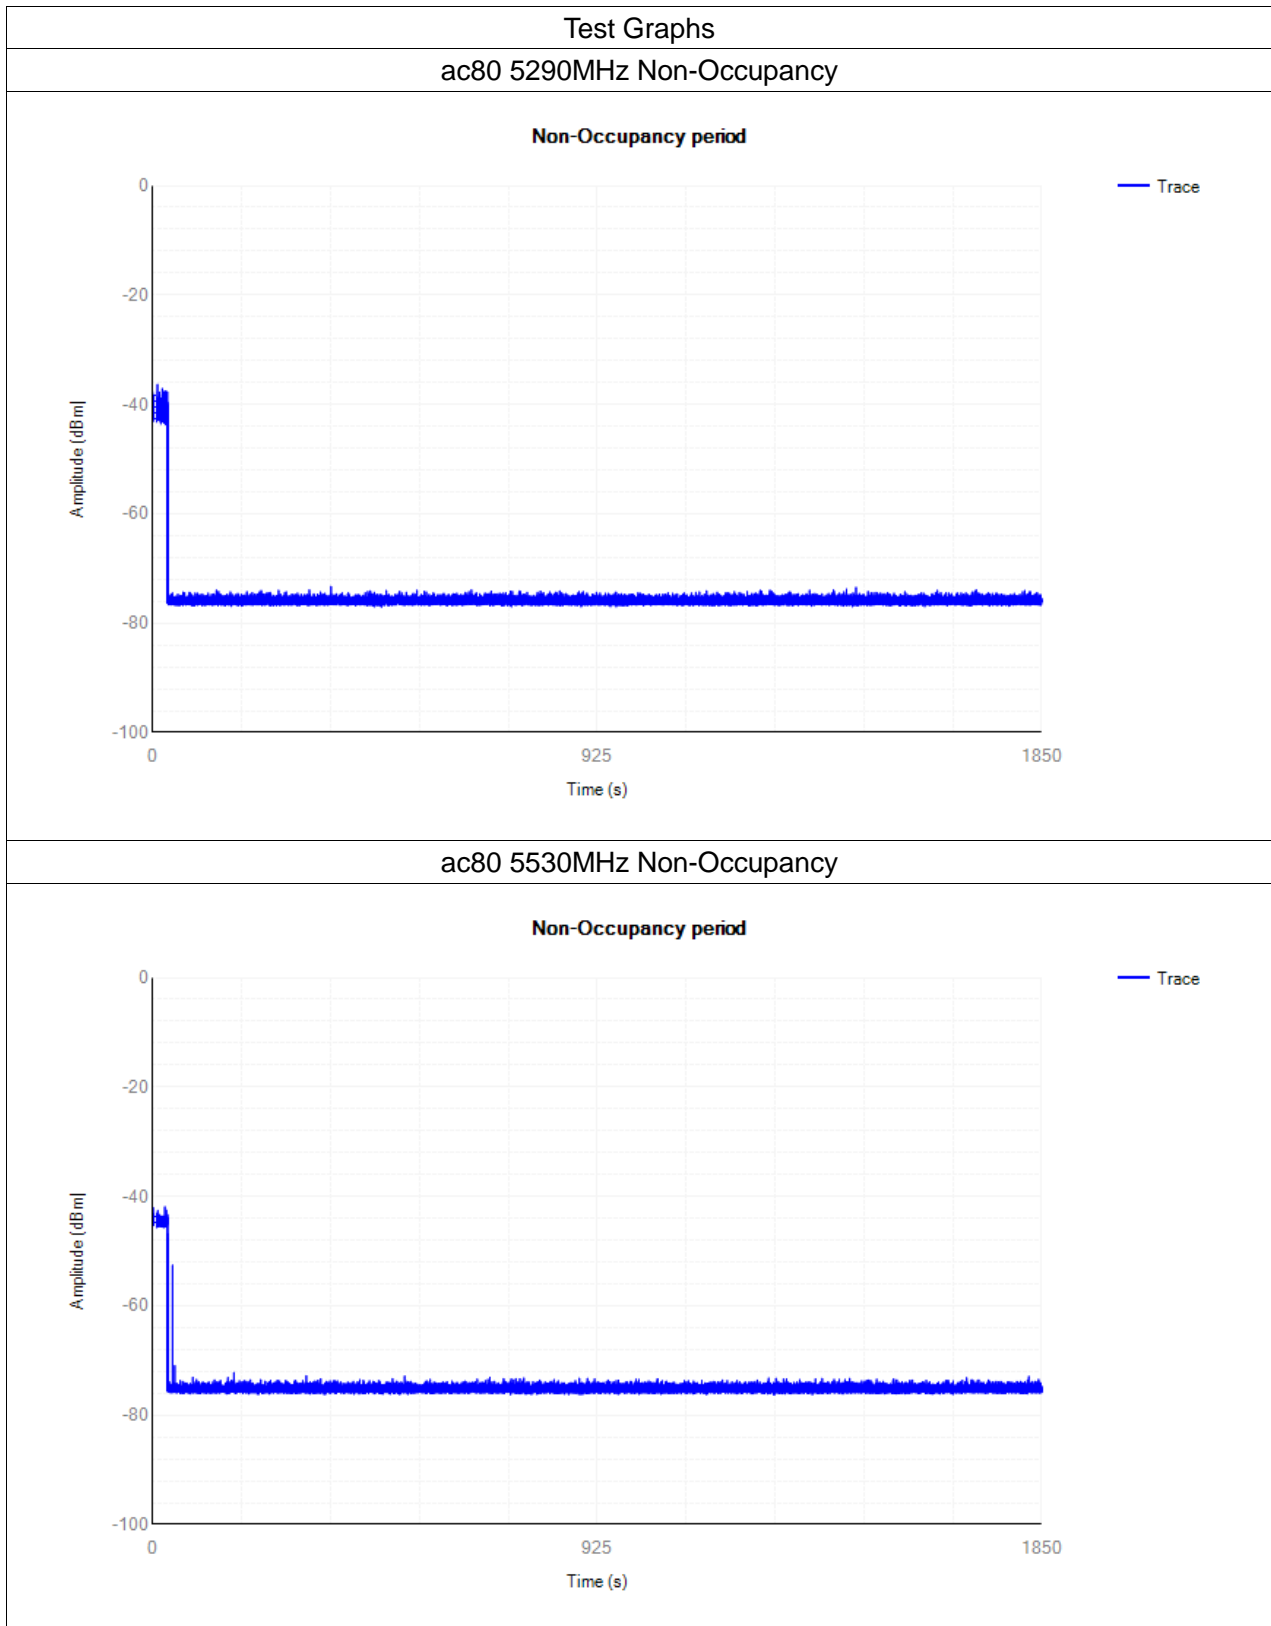 Test Graphs
ac80 5290MHz Non-Occupancy
Non-Occupancy period
Trace
0
-20
-40
-60
-80
-100
Amplitude (dBm)
0 925 1850
Time (s)
ac80 5530MHz Non-Occupancy
Non-Occupancy period
Trace
0
-20
-40
-60
-80
-100
Amplitude (dBm)
0 925 1850
Time (s)